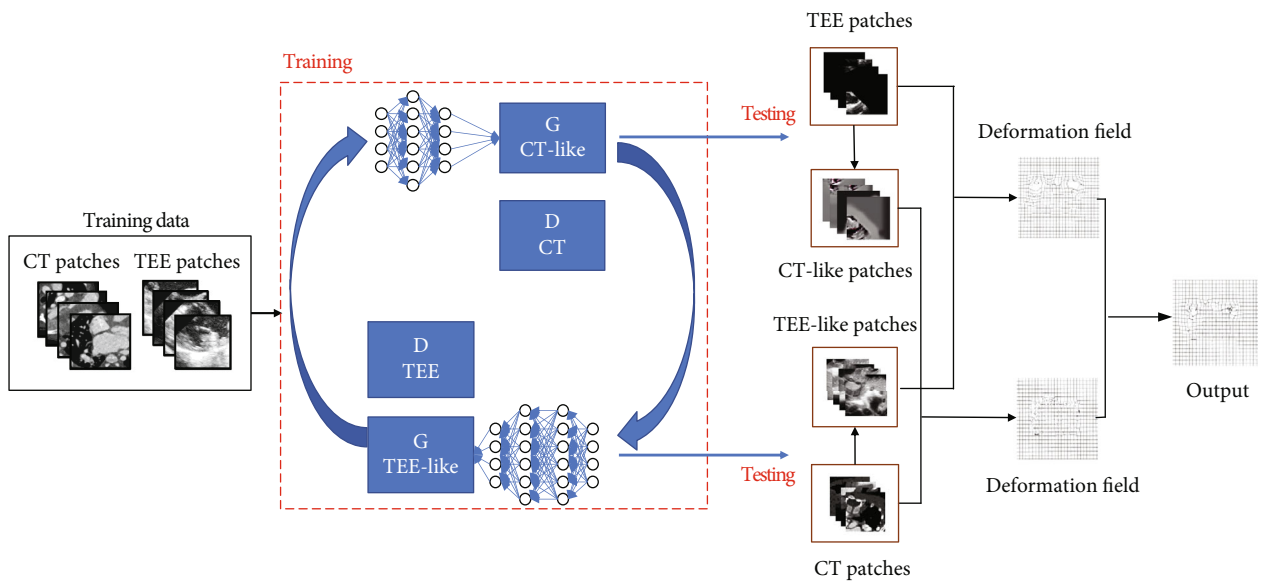 Training data
CT patches
TEE patches
Training
G
CT-like
D
CT
D
TEE
G
TEE-like
Testing
Testing
TEE patches
CT-like patches
TEE-like patches
CT patches
Deformation field
Deformation field
Output